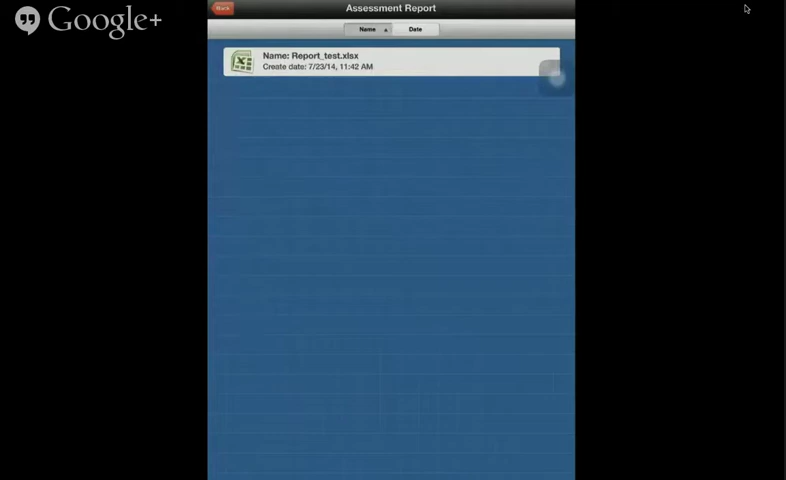 Google+
Back
Assessment Report
Name
Date
Name: Report_test.xlsx
Create date: 7/23/14, 11:42 AM